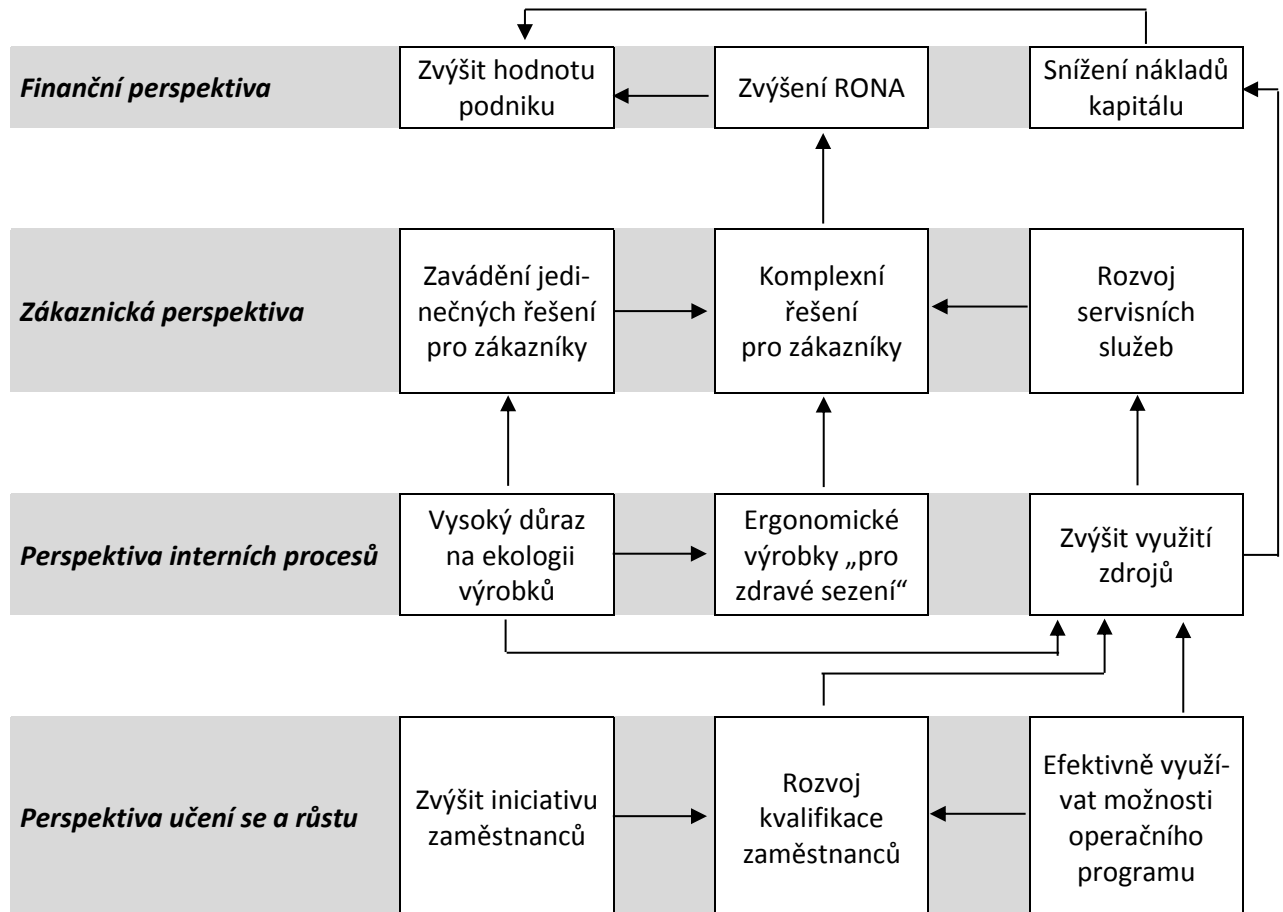 Finanční perspektiva
Zvýšit hodnotu
podniku
Zvýšení RONA
Snížení nákladů
kapitálu
Zákaznická perspektiva
Zavádění jedi-
nečných řešení
pro zákazníky
Komplexní
řešení
pro zákazníky
Rozvoj
servisních
služeb
Perspektiva interních procesů
Vysoký důraz
na ekologii
výrobků
Ergonomické
výrobky „pro
zdravé sezení“
Zvýšit využití
zdrojů
Perspektiva učení se a růstu
Zvýšit iniciativu
zaměstnanců
Rozvoj
kvalifikace
zaměstnanců
Efektivně využí-
vat možnosti
operačního
programu